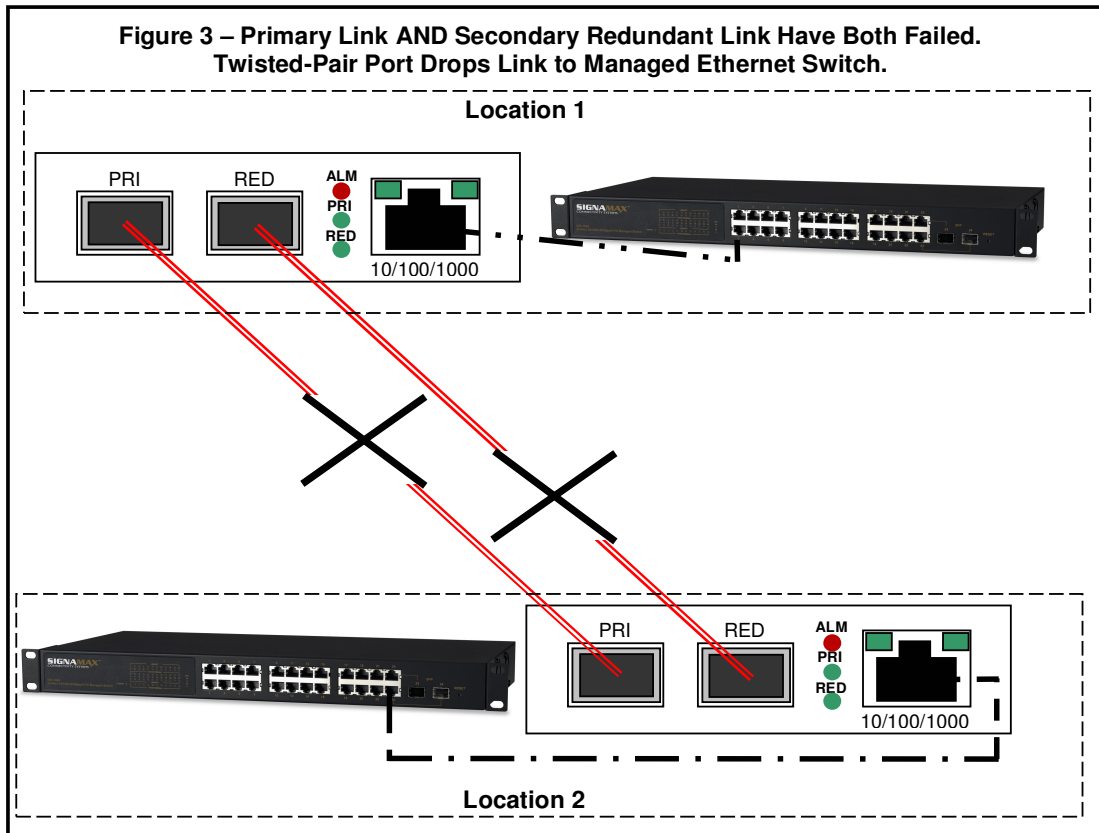 Figure 3 – Primary Link AND Secondary Redundant Link Have Both Failed.
Twisted-Pair Port Drops Link to Managed Ethernet Switch.
Location 1
PRI
RED
ALM
PRI
RED
10/100/1000
SIGNAMAX
PRI
RED
ALM
PRI
RED
10/100/1000
SIGNAMAX
Location 2